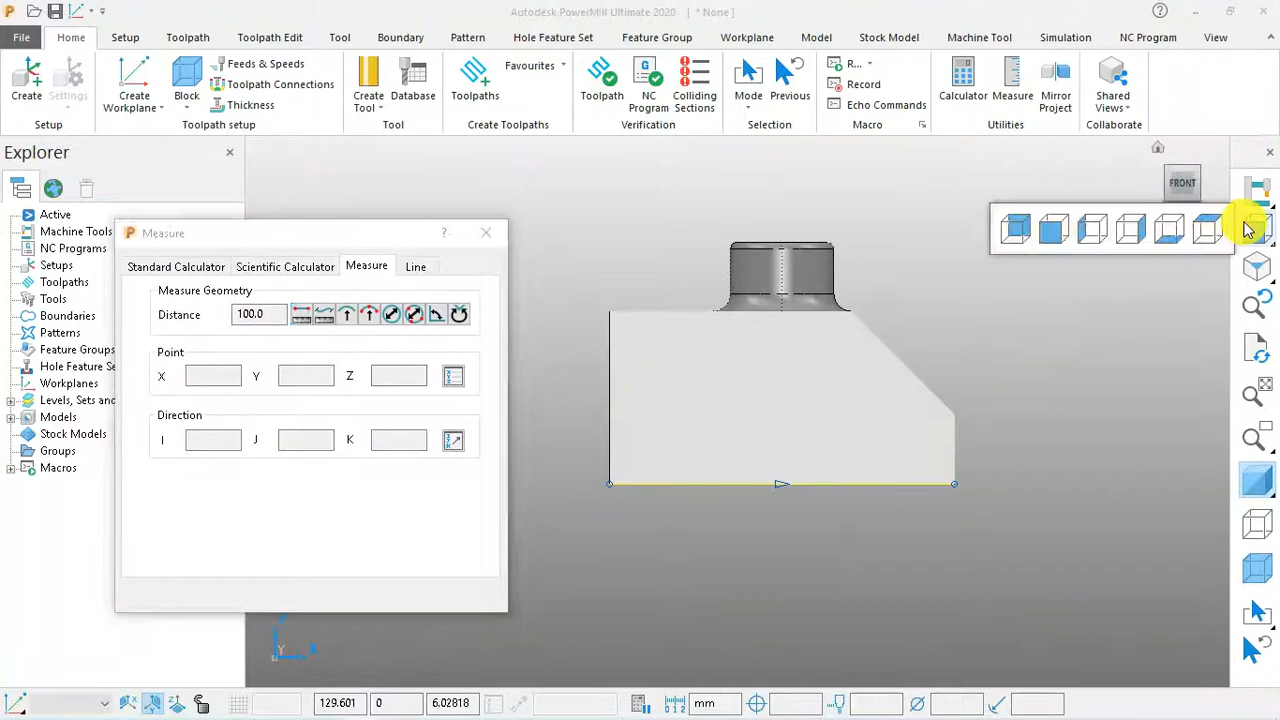 Autodesk PowerMill Ultimate 2020 [ * None ]
File Home Setup Toolpath Toolpath Edit Tool Boundary Pattern Hole Feature Set Feature Group Workplane Model Stock Model Machine Tool Simulation NC Program View
Create
Settings
Setup
Create
Workplane
Block
Feeds & Speeds
Toolpath Connections
Thickness
Toolpath setup
Create
Tool
Database
Tool
Toolpaths
Favourites
Create Toolpaths
Toolpath
NC
Program
Colliding
Sections
Verification
Previous
Selection
R...
Record
Echo Commands
Macro
Calculator
Measure
Mirror
Project
Utilities
Shared
Views
Collaborate
Explorer
Active
Machine Tools
NC Programs
Setups
Toolpaths
Tools
Boundaries
Patterns
Feature Groups
Hole Feature Se
Workplanes
Levels, Sets and
Models
Stock Models
Groups
Macros
Measure
Standard Calculator Scientific Calculator Measure Line
Measure Geometry
Distance 100.0
Point
X Y Z
Direction
I J K
FRONT
Y X
129.601 0 6.02818 mm